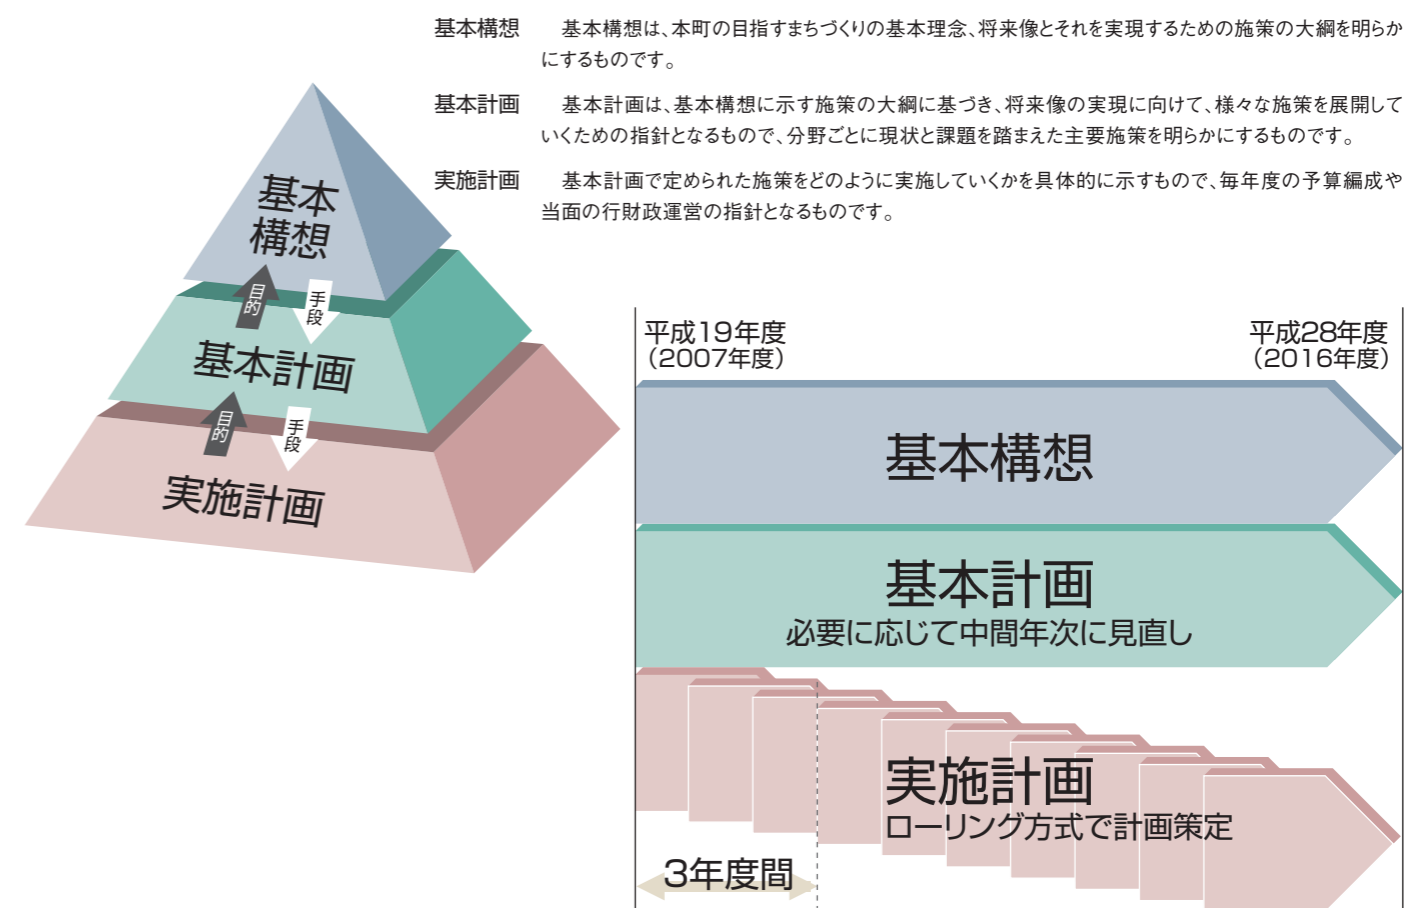 基本構想　基本構想は、本町の目指すまちづくりの基本理念、将来像とそれを実現するための施策の大綱を明らか
にするものです。
基本計画　基本計画は、基本構想に示す施策の大綱に基づき、将来像の実現に向けて、様々な施策を展開して
いくための指針となるもので、分野ごとに現状と課題を踏まえた主要施策を明らかにするものです。
実施計画　基本計画で定められた施策をどのように実施していくかを具体的に示すもので、毎年度の予算編成や
当面の行財政運営の指針となるものです。
基本
構想
目的
手段
基本計画
目的
手段
実施計画
平成19年度
（2007年度）
平成28年度
（2016年度）
基本構想
基本計画
必要に応じて中間年次に見直し
実施計画
ローリング方式で計画策定
3年度間